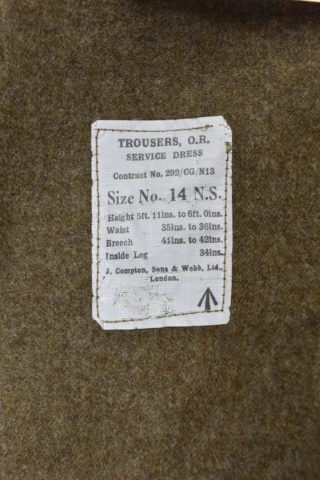 TROUSERS, O.R.
SERVICE DRESS
Contract No. 292/CG/N13
Size No. 14 N.S.
Height 5ft. 11ins. to 6ft. 0ins.
Waist 35ins. to 36ins.
Breech 41ins. to 42ins.
Inside Leg 34ins.
J. Compton, Sons & Webb, Ltd.,
London.